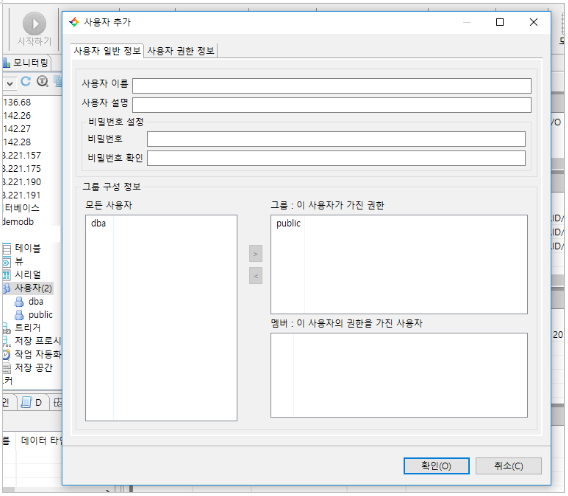 사용자 추가
시작하기
모니터링
사용자 일반 정보
사용자 권한 정보
사용자 이름
사용자 설명
비밀번호 설정
비밀번호
비밀번호 확인
그룹 구성 정보
모든 사용자
dba
>
<
그룹 : 이 사용자가 가진 권한
public
멤버 : 이 사용자의 권한을 가진 사용자
확인(O)
취소(C)
136.68
142.26
142.27
142.28
.221.157
.221.175
.221.190
.221.191
터베이스
demodb
테이블
뷰
시리얼
사용자(2)
dba
public
트리거
저장 프로시
작업 자동화
저장 공간
로커
인
D
데이터 타입
/O
.ID/
.ID/
20